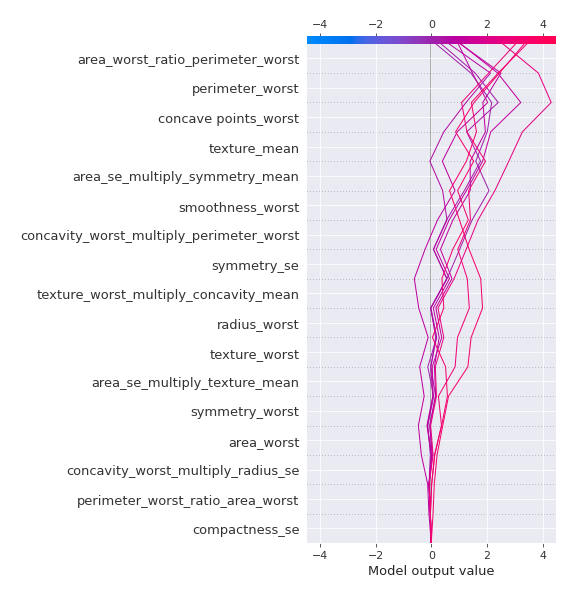 −4 −2 0 2 4
area_worst_ratio_perimeter_worst
perimeter_worst
concave points_worst
texture_mean
area_se_multiply_symmetry_mean
smoothness_worst
concavity_worst_multiply_perimeter_worst
symmetry_se
texture_worst_multiply_concavity_mean
radius_worst
texture_worst
area_se_multiply_texture_mean
symmetry_worst
area_worst
concavity_worst_multiply_radius_se
perimeter_worst_ratio_area_worst
compactness_se
−4 −2 0 2 4
Model output value